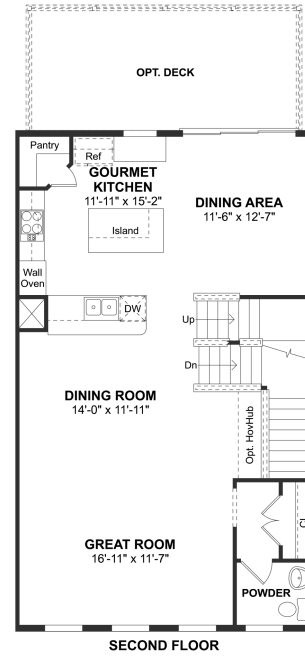 OPT. DECK
Pantry
Ref
GOURMET
KITCHEN
11'-11" x 15'-2"
DINING AREA
11'-6" x 12'-7"
Island
Wall
Oven
DW
Up
Dn
DINING ROOM
14'-0" x 11'-11"
Opt. HovHub
GREAT ROOM
16'-11" x 11'-7"
POWDER
SECOND FLOOR